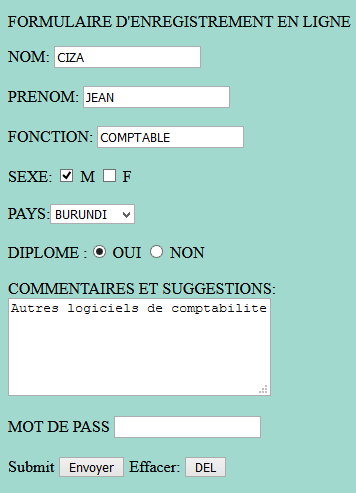 FORMULAIRE D'ENREGISTREMENT EN LIGNE
NOM: CIZA
PRENOM: JEAN
FONCTION: COMPTABLE
SEXE: M F
PAYS: BURUNDI
DIPLOME : OUI NON
COMMENTAIRES ET SUGGESTIONS:
Autres logiciels de comptabilite
MOT DE PASS
Submit Envoyer Effacer: DEL